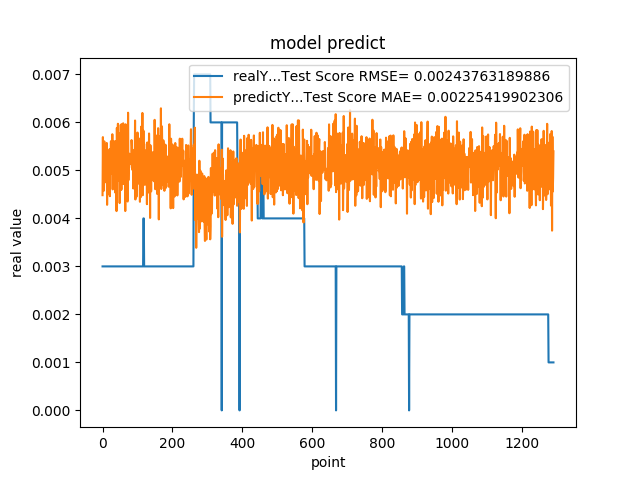 model predict
realY...Test Score RMSE= 0.00243763189886
predictY...Test Score MAE= 0.00225419902306
0.007
0.006
0.005
0.004
0.003
0.002
0.001
0.000
real value
0 200 400 600 800 1000 1200
point